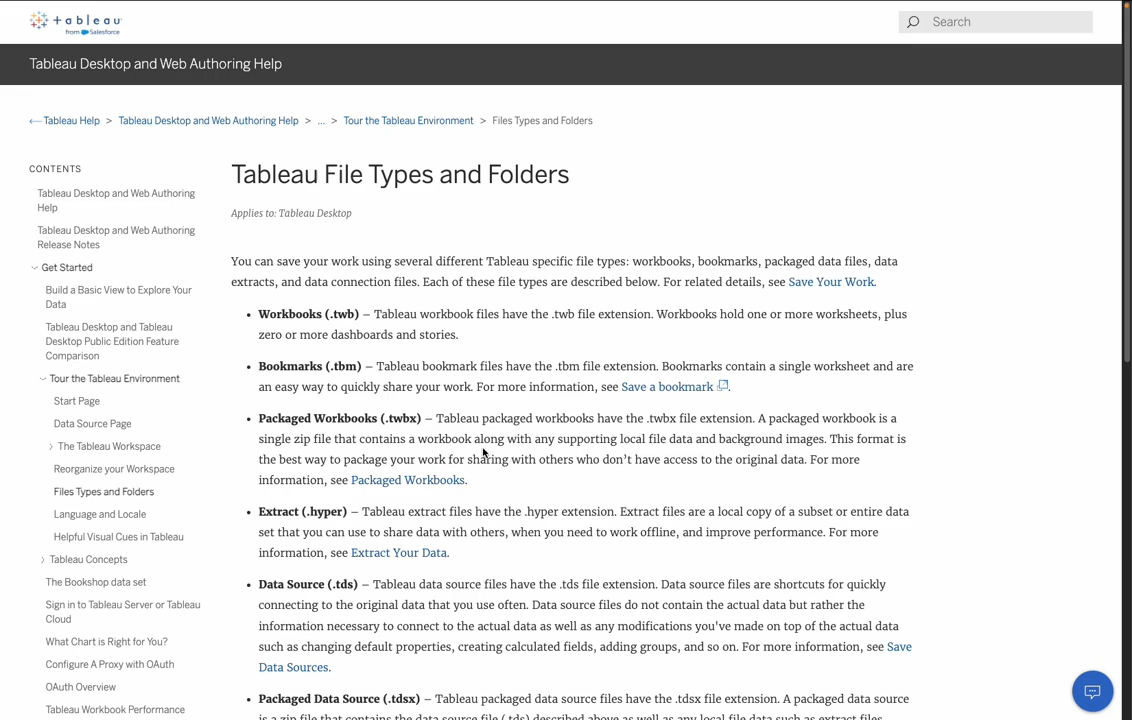 + a b l e a u
from Salesforce
Search
Tableau Desktop and Web Authoring Help
Tableau Help > Tableau Desktop and Web Authoring Help > ... > Tour the Tableau Environment > Files Types and Folders
CONTENTS
Tableau Desktop and Web Authoring
Help
Tableau Desktop and Web Authoring
Release Notes
Get Started
Build a Basic View to Explore Your
Data
Tableau Desktop and Tableau
Desktop Public Edition Feature
Comparison
Tour the Tableau Environment
Start Page
Data Source Page
The Tableau Workspace
Reorganize your Workspace
Files Types and Folders
Language and Locale
Helpful Visual Cues in Tableau
Tableau Concepts
The Bookshop data set
Sign in to Tableau Server or Tableau
Cloud
What Chart is Right for You?
Configure A Proxy with OAuth
OAuth Overview
Tableau Workbook Performance
Tableau File Types and Folders
Applies to: Tableau Desktop
You can save your work using several different Tableau specific file types: workbooks, bookmarks, packaged data files, data
extracts, and data connection files. Each of these file types are described below. For related details, see Save Your Work.
• Workbooks (.twb) – Tableau workbook files have the .twb file extension. Workbooks hold one or more worksheets, plus
zero or more dashboards and stories.
• Bookmarks (.tbm) – Tableau bookmark files have the .tbm file extension. Bookmarks contain a single worksheet and are
an easy way to quickly share your work. For more information, see Save a bookmark.
• Packaged Workbooks (.twbx) – Tableau packaged workbooks have the .twbx file extension. A packaged workbook is a
single zip file that contains a workbook along with any supporting local file data and background images. This format is
the best way to package your work for sharing with others who don't have access to the original data. For more
information, see Packaged Workbooks.
• Extract (.hyper) – Tableau extract files have the .hyper file extension. Extract files are a local copy of a subset or entire data
set that you can use to share data with others, when you need to work offline, and improve performance. For more
information, see Extract Your Data.
• Data Source (.tds) – Tableau data source files have the .tds file extension. Data source files are shortcuts for quickly
connecting to the original data that you use often. Data source files do not contain the actual data but rather the
information necessary to connect to the actual data as well as any modifications you've made on top of the actual data
such as changing default properties, creating calculated fields, adding groups, and so on. For more information, see Save
Data Sources.
• Packaged Data Source (.tdsx) – Tableau packaged data source files have the .tdsx file extension. A packaged data source
is a zip file that contains the data source file (.tds) described above as well as any local file data such as extract files